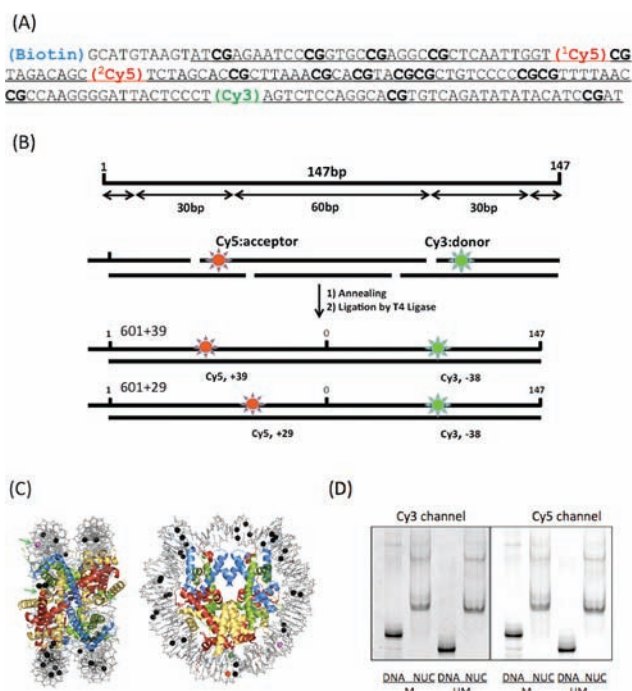 (A)
(Biotin)GCATGTAAGTATCGAGAATCCCGGTGCCGAGGCCGCTCAATTGGT(¹Cy5)CG
TAGACAGC(²Cy5)TCTAGCACCGCTTAAACGCACGTACGCGCTGTCCCCCGCGTTTTAAC
CGCCAAGGGGATTACTCCCT(Cy3)AGTCTCCAGGCACGTGTCAGATATATACATCCGAT
(B)
1 147bp 147
30bp 60bp 30bp
Cy5:acceptor Cy3:donor
1) Annealing
2) Ligation by T4 Ligase
601+39
1 0 147
Cy5, +39 Cy3, -38
601+29
1 0 147
Cy5, +29 Cy3, -38
(C)
(D)
Cy3 channel Cy5 channel
DNA NUC DNA NUC DNA NUC DNA NUC
M UM M UM